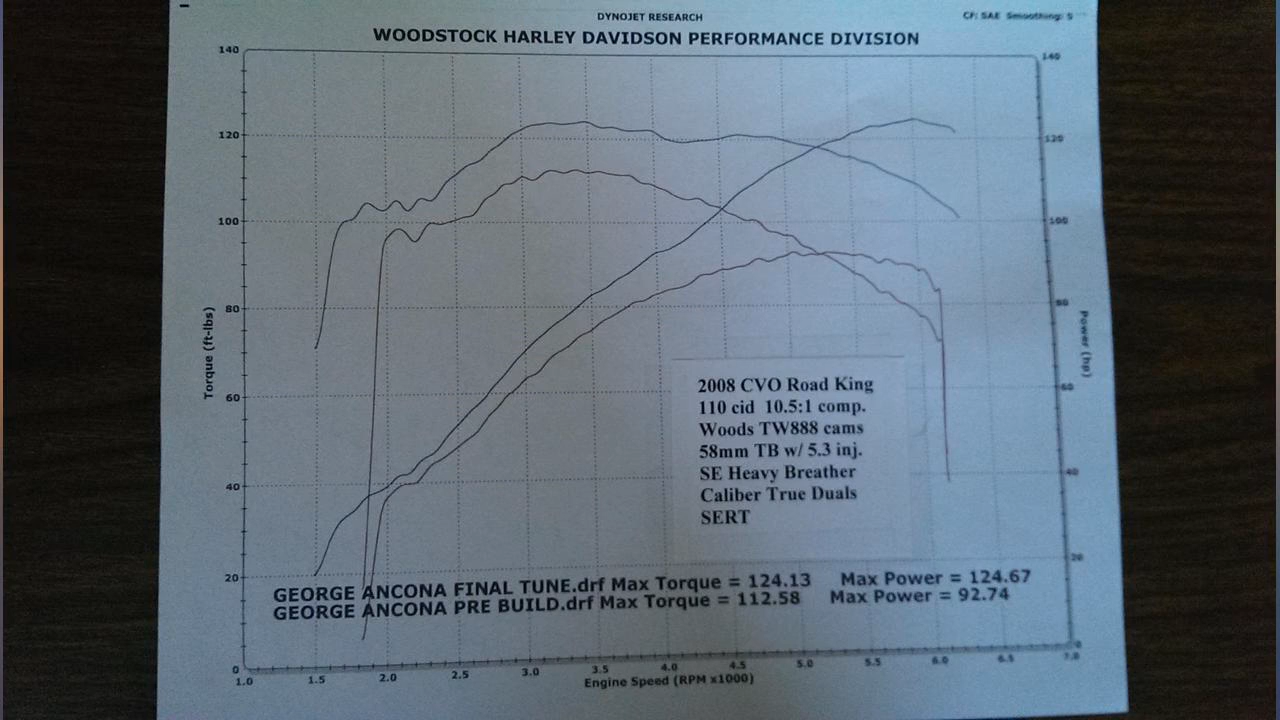 DYNOJET RESEARCH
CF: SAE Smoothing: 5
WOODSTOCK HARLEY DAVIDSON PERFORMANCE DIVISION
140
120
100
80
60
40
20
0
Torque (ft-lbs)
140
120
100
80
60
40
20
0
Power (hp)
2008 CVO Road King
110 cid 10.5:1 comp.
Woods TW888 cams
58mm TB w/ 5.3 inj.
SE Heavy Breather
Caliber True Duals
SERT
GEORGE ANCONA FINAL TUNE.drf Max Torque = 124.13 Max Power = 124.67
GEORGE ANCONA PRE BUILD.drf Max Torque = 112.58 Max Power = 92.74
1.0 1.5 2.0 2.5 3.0 3.5 4.0 4.5 5.0 5.5 6.0 6.5 7.0
Engine Speed (RPM x1000)